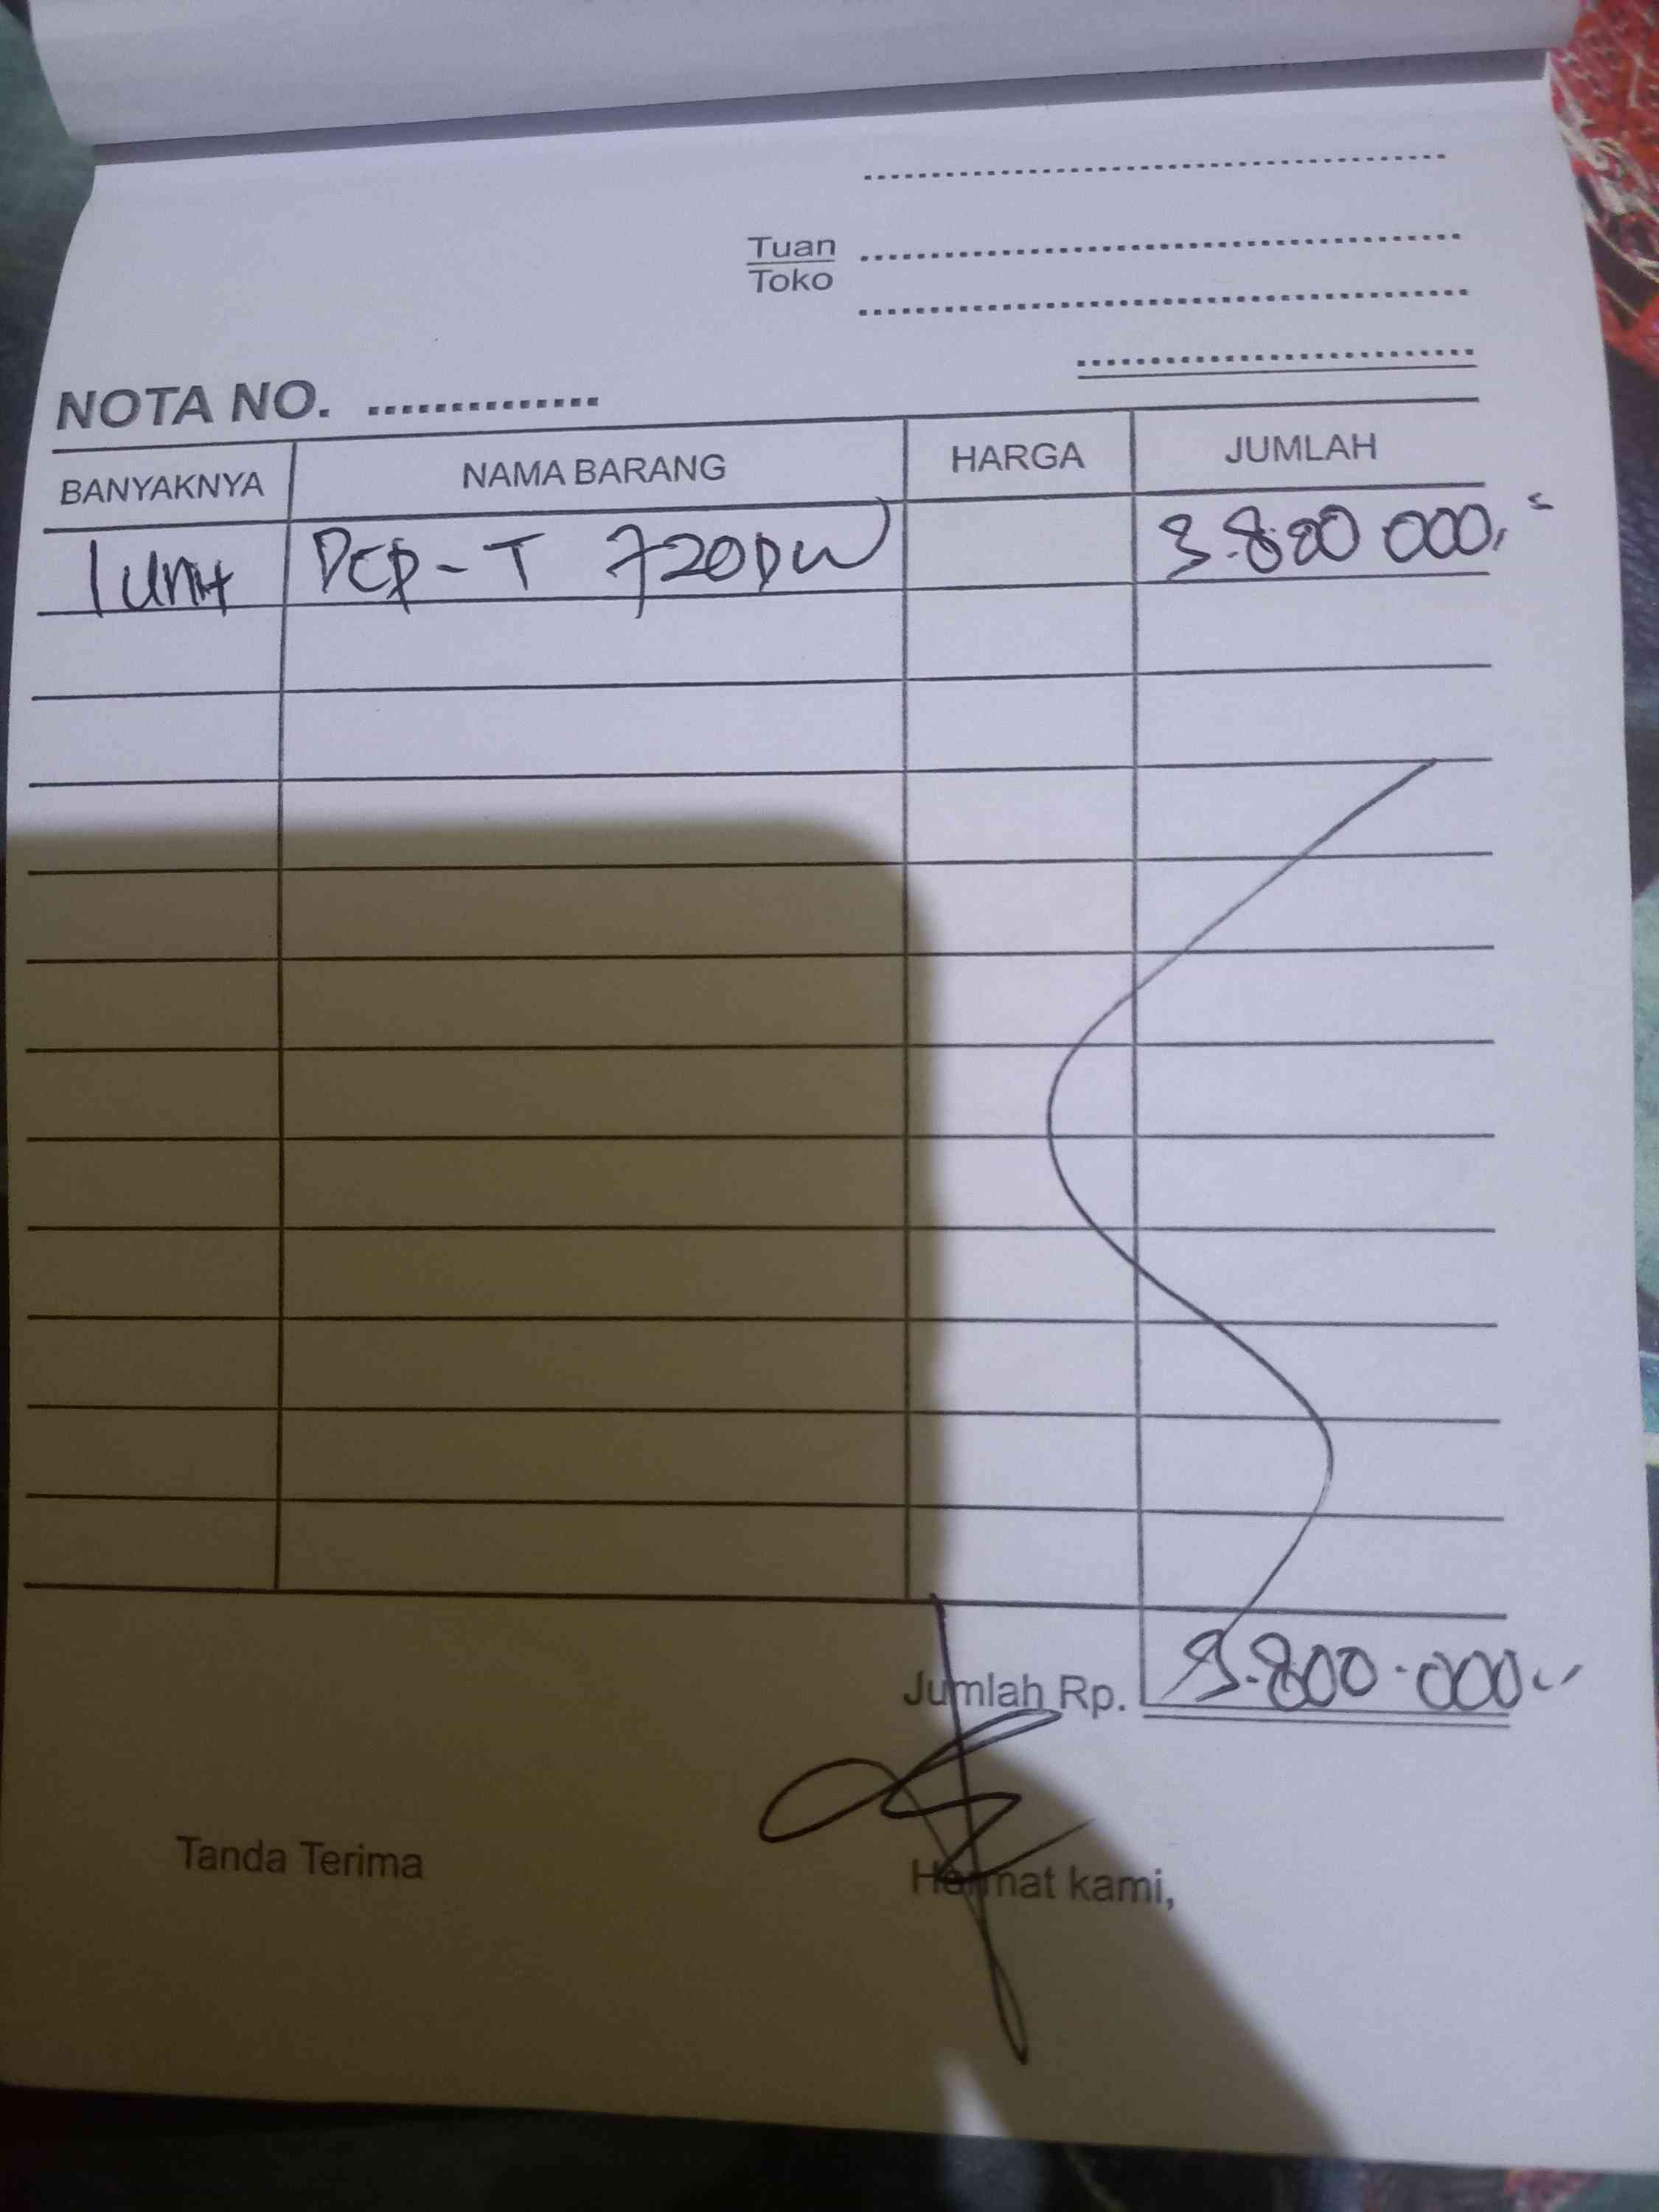 Tuan
Toko
NOTA NO. ...............
BANYAKNYA NAMA BARANG HARGA JUMLAH
1 Unit DCP-T 720DW 3.800 000,-
Jumlah Rp. 3.800.000,-
Tanda Terima Hormat kami,